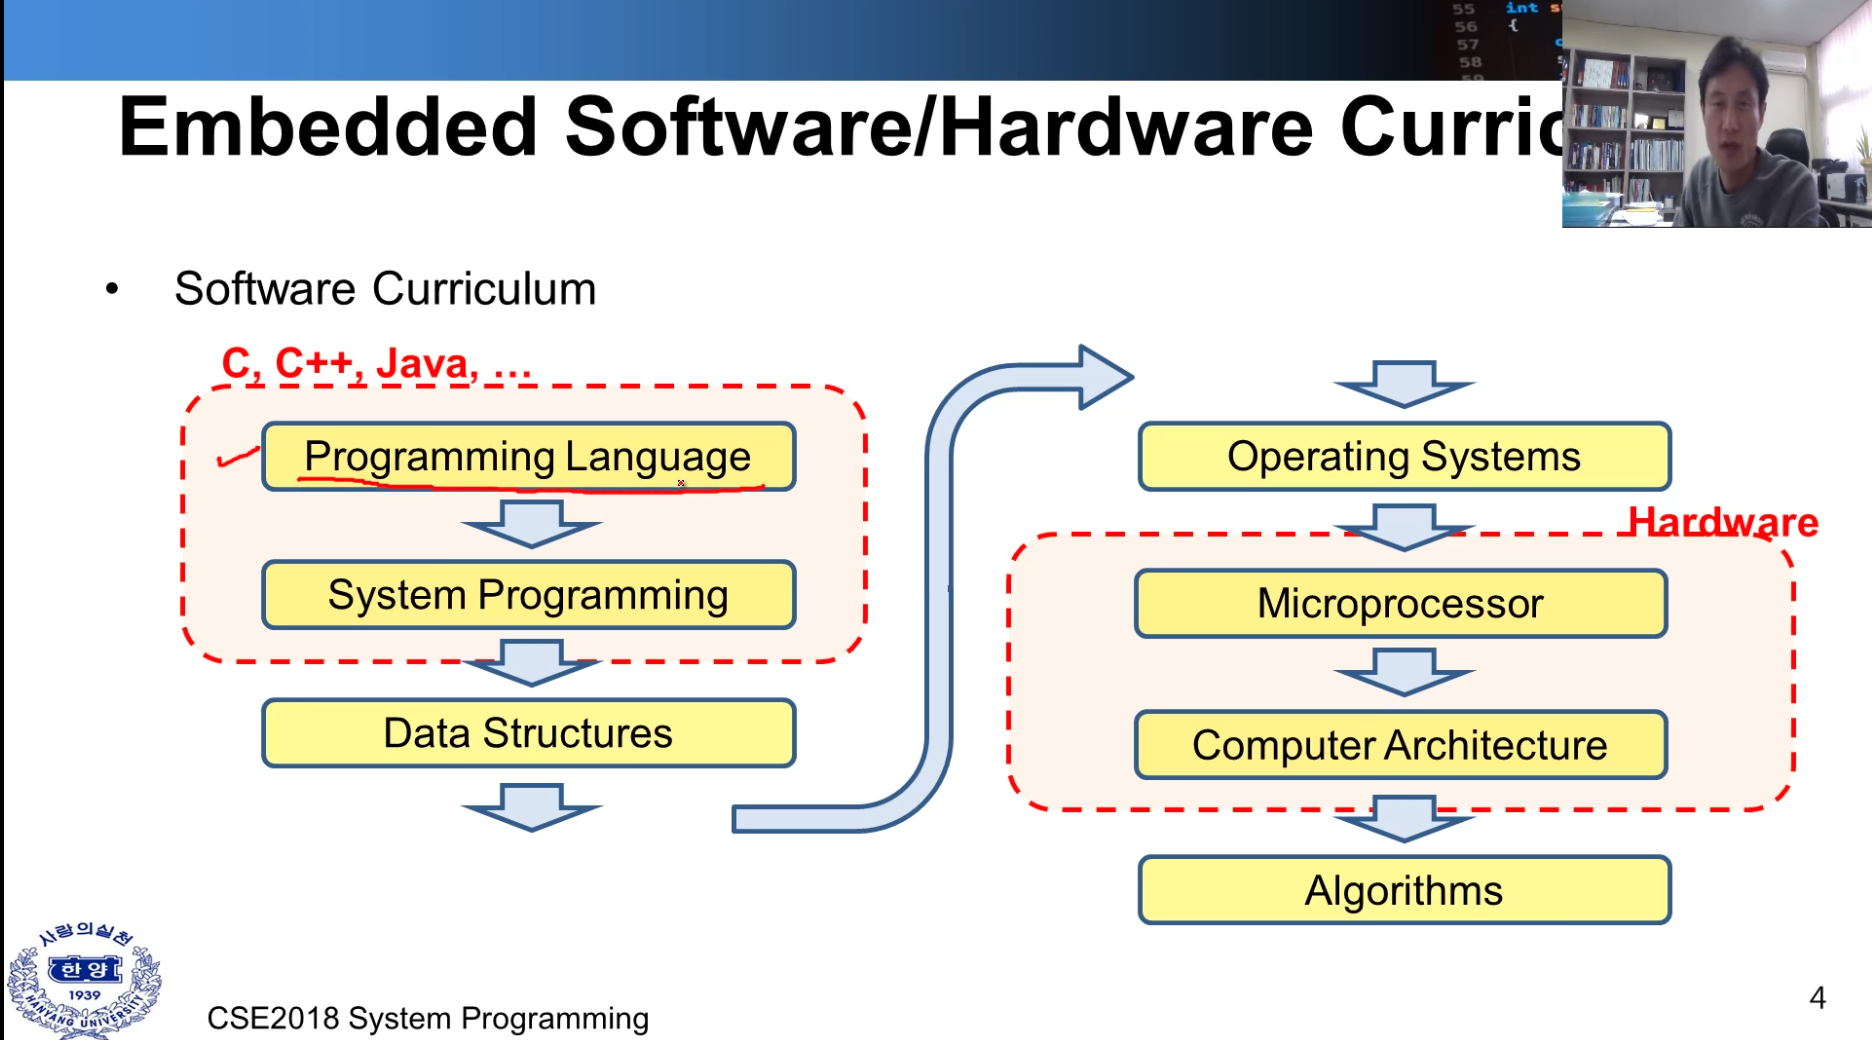 55 int
56 {
57
58
59
Embedded Software/Hardware Curric
• Software Curriculum
C, C++, Java, ...
Programming Language
System Programming
Data Structures
Operating Systems
Hardware
Microprocessor
Computer Architecture
Algorithms
사랑의실천
한양
1939
HANYANG UNIVERSITY
CSE2018 System Programming
4